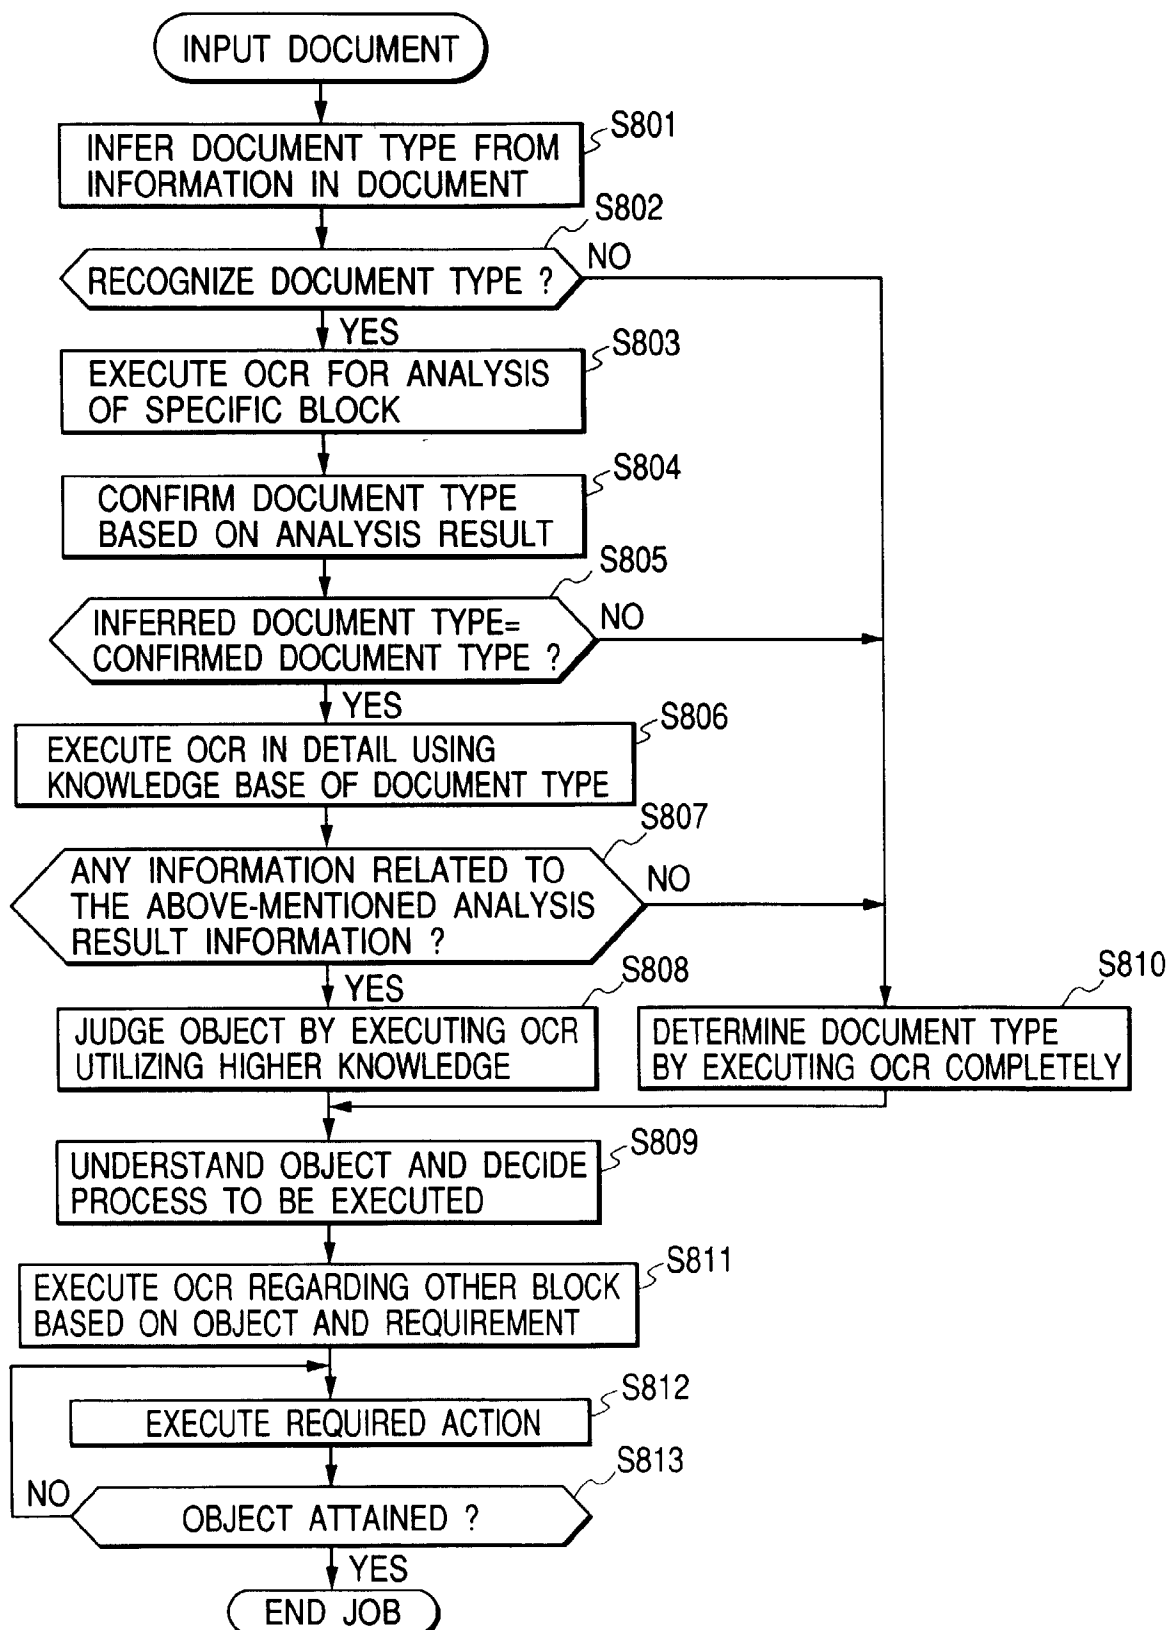 INPUT DOCUMENT
S801
INFER DOCUMENT TYPE FROM
INFORMATION IN DOCUMENT
S802
RECOGNIZE DOCUMENT TYPE ?
NO
YES
S803
EXECUTE OCR FOR ANALYSIS
OF SPECIFIC BLOCK
S804
CONFIRM DOCUMENT TYPE
BASED ON ANALYSIS RESULT
S805
INFERRED DOCUMENT TYPE=
CONFIRMED DOCUMENT TYPE ?
NO
YES
S806
EXECUTE OCR IN DETAIL USING
KNOWLEDGE BASE OF DOCUMENT TYPE
S807
ANY INFORMATION RELATED TO
THE ABOVE-MENTIONED ANALYSIS
RESULT INFORMATION ?
NO
YES
S808
JUDGE OBJECT BY EXECUTING OCR
UTILIZING HIGHER KNOWLEDGE
S810
DETERMINE DOCUMENT TYPE
BY EXECUTING OCR COMPLETELY
S809
UNDERSTAND OBJECT AND DECIDE
PROCESS TO BE EXECUTED
S811
EXECUTE OCR REGARDING OTHER BLOCK
BASED ON OBJECT AND REQUIREMENT
S812
EXECUTE REQUIRED ACTION
S813
OBJECT ATTAINED ?
NO
YES
END JOB